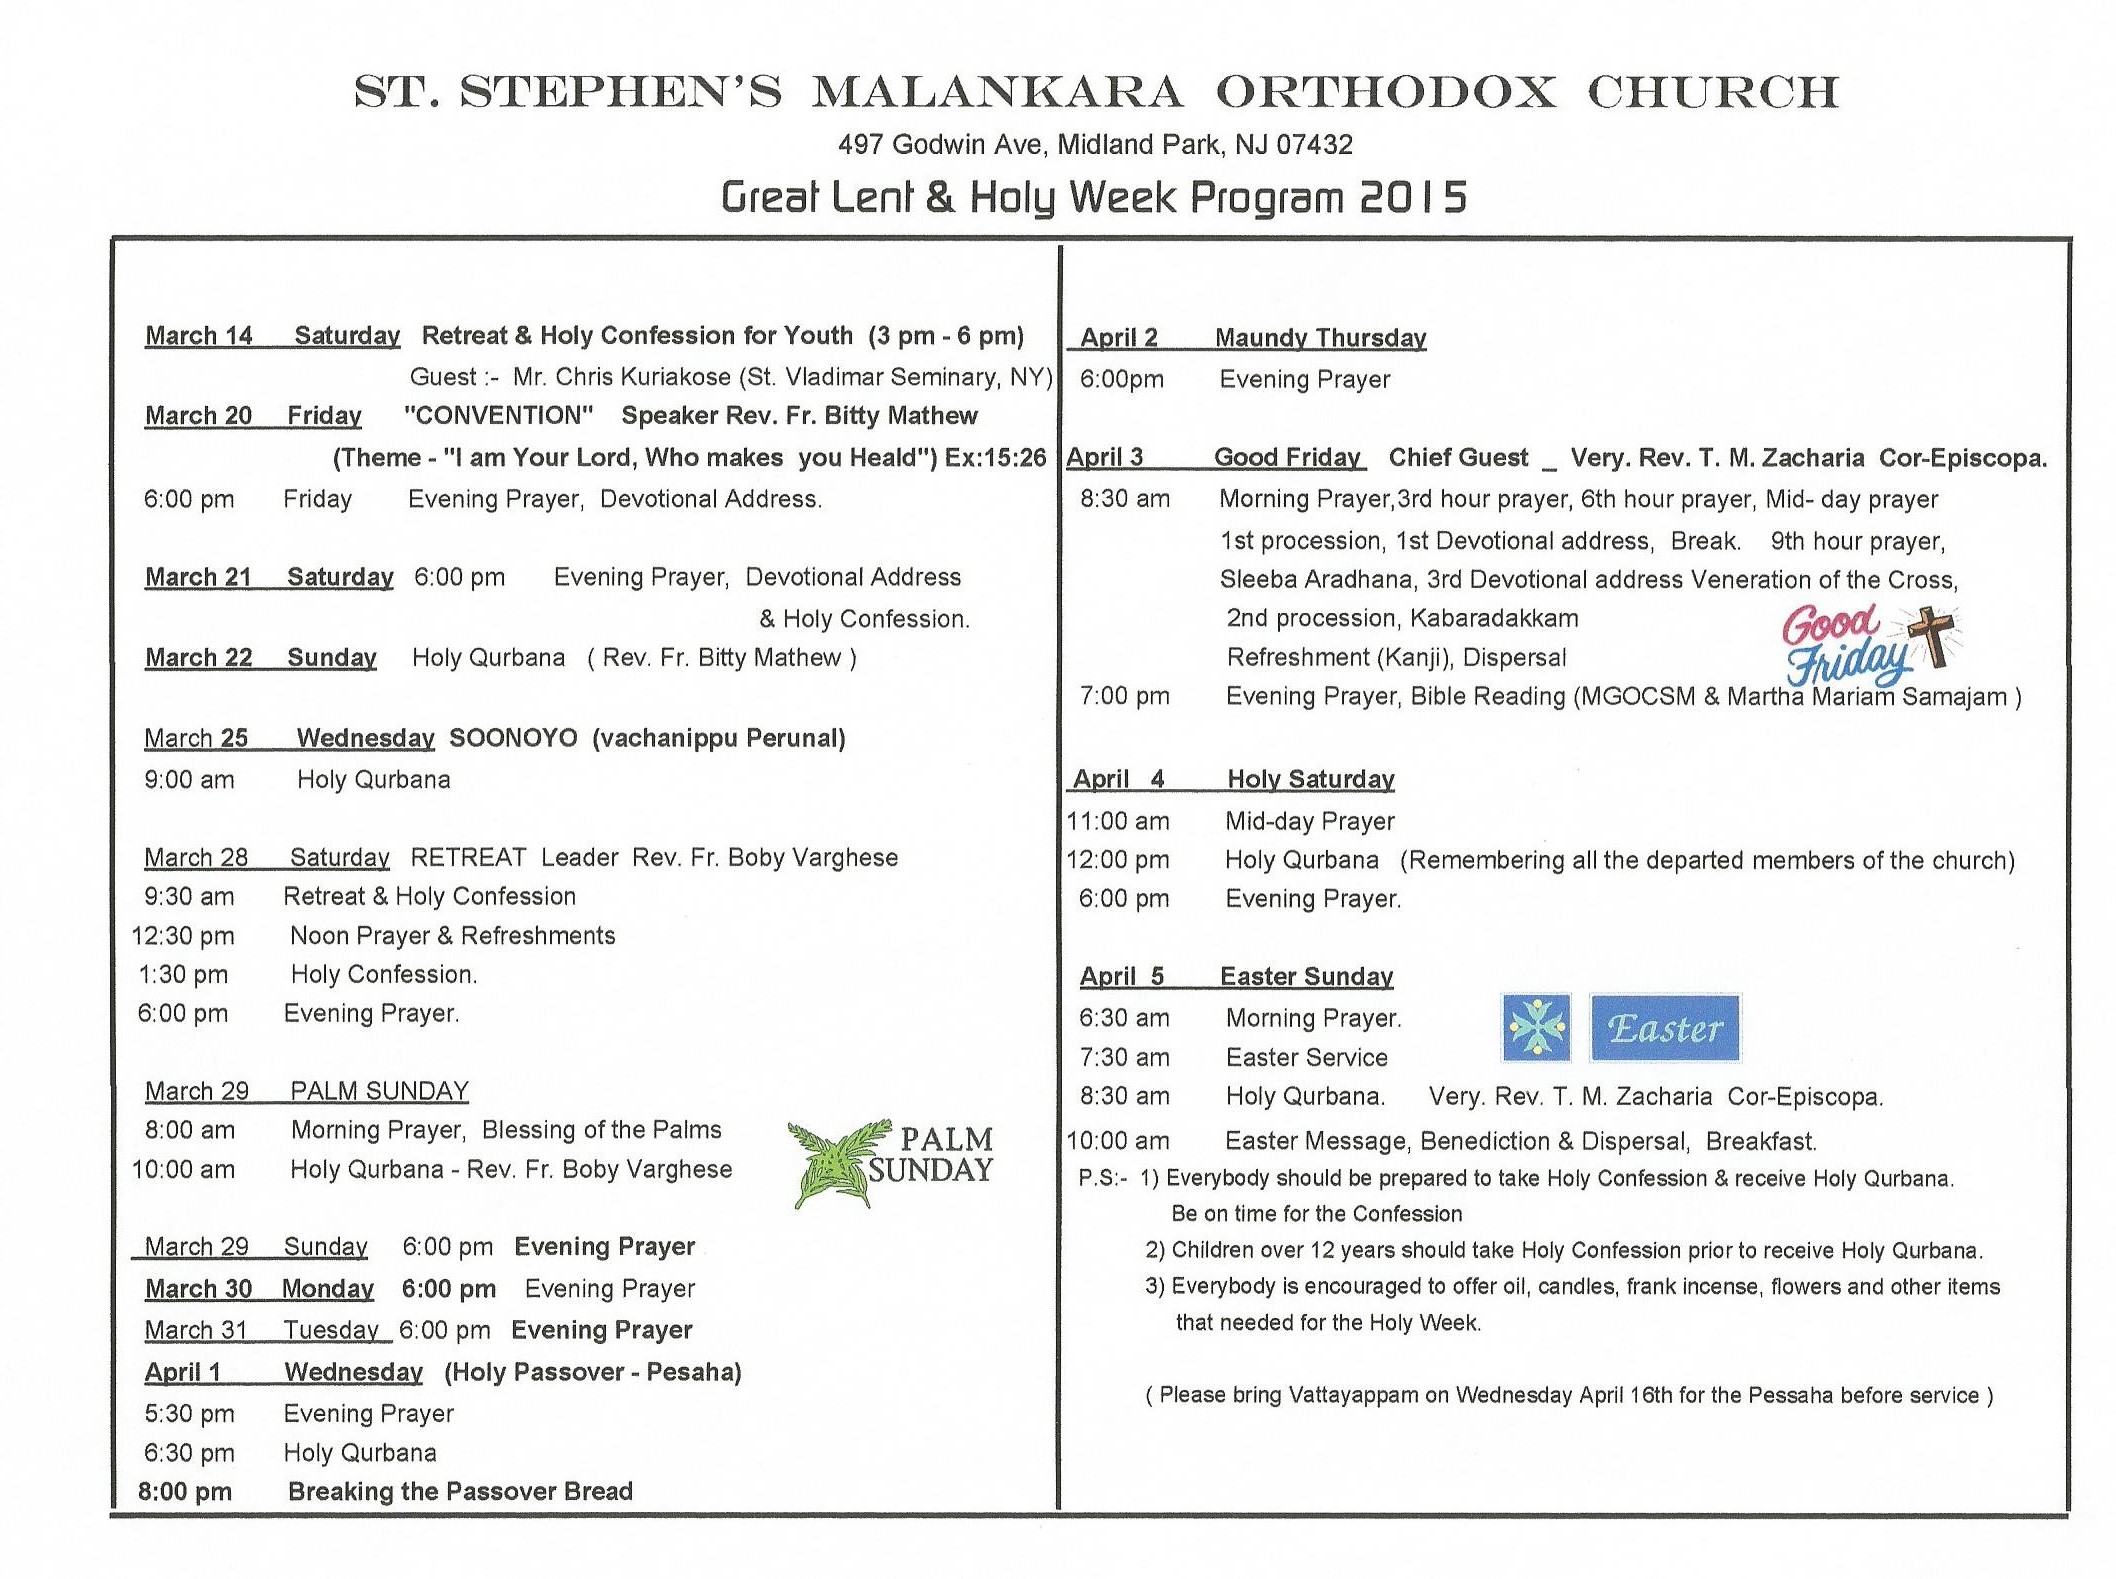 ST. STEPHEN'S MALANKARA ORTHODOX CHURCH
497 Godwin Ave, Midland Park, NJ 07432
Great Lent & Holy Week Program 2015
March 14 Saturday Retreat & Holy Confession for Youth (3 pm - 6 pm)
Guest :- Mr. Chris Kuriakose (St. Vladimar Seminary, NY)
March 20 Friday "CONVENTION" Speaker Rev. Fr. Bitty Mathew
(Theme - "I am Your Lord, Who makes you Heald") Ex:15:26
6:00 pm Friday Evening Prayer, Devotional Address.
March 21 Saturday 6:00 pm Evening Prayer, Devotional Address
& Holy Confession.
March 22 Sunday Holy Qurbana ( Rev. Fr. Bitty Mathew )
March 25 Wednesday SOONOYO (vachanippu Perunal)
9:00 am Holy Qurbana
March 28 Saturday RETREAT Leader Rev. Fr. Boby Varghese
9:30 am Retreat & Holy Confession
12:30 pm Noon Prayer & Refreshments
1:30 pm Holy Confession.
6:00 pm Evening Prayer.
March 29 PALM SUNDAY
8:00 am Morning Prayer, Blessing of the Palms
10:00 am Holy Qurbana - Rev. Fr. Boby Varghese
PALM
SUNDAY
March 29 Sunday 6:00 pm Evening Prayer
March 30 Monday 6:00 pm Evening Prayer
March 31 Tuesday 6:00 pm Evening Prayer
April 1 Wednesday (Holy Passover - Pesaha)
5:30 pm Evening Prayer
6:30 pm Holy Qurbana
8:00 pm Breaking the Passover Bread
April 2 Maundy Thursday
6:00pm Evening Prayer
April 3 Good Friday Chief Guest _ Very. Rev. T. M. Zacharia Cor-Episcopa.
8:30 am Morning Prayer,3rd hour prayer, 6th hour prayer, Mid- day prayer
1st procession, 1st Devotional address, Break. 9th hour prayer,
Sleeba Aradhana, 3rd Devotional address Veneration of the Cross,
2nd procession, Kabaradakkam
Refreshment (Kanji), Dispersal
Good
Friday
7:00 pm Evening Prayer, Bible Reading (MGOCSM & Martha Mariam Samajam )
April 4 Holy Saturday
11:00 am Mid-day Prayer
12:00 pm Holy Qurbana (Remembering all the departed members of the church)
6:00 pm Evening Prayer.
April 5 Easter Sunday
6:30 am Morning Prayer.
Easter
7:30 am Easter Service
8:30 am Holy Qurbana. Very. Rev. T. M. Zacharia Cor-Episcopa.
10:00 am Easter Message, Benediction & Dispersal, Breakfast.
P.S:- 1) Everybody should be prepared to take Holy Confession & receive Holy Qurbana.
Be on time for the Confession
2) Children over 12 years should take Holy Confession prior to receive Holy Qurbana.
3) Everybody is encouraged to offer oil, candles, frank incense, flowers and other items
that needed for the Holy Week.
( Please bring Vattayappam on Wednesday April 16th for the Pessaha before service )